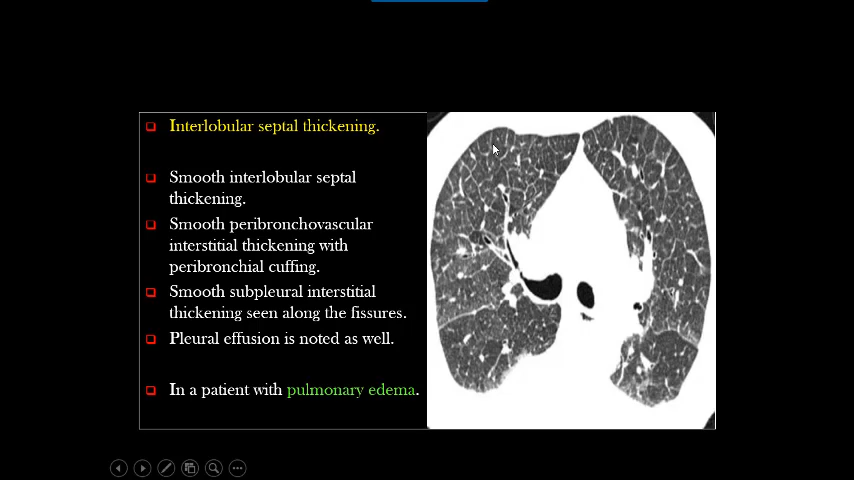 Interlobular septal thickening.
Smooth interlobular septal
thickening.
Smooth peribronchovascular
interstitial thickening with
peribronchial cuffing.
Smooth subpleural interstitial
thickening seen along the fissures.
Pleural effusion is noted as well.
In a patient with pulmonary edema.